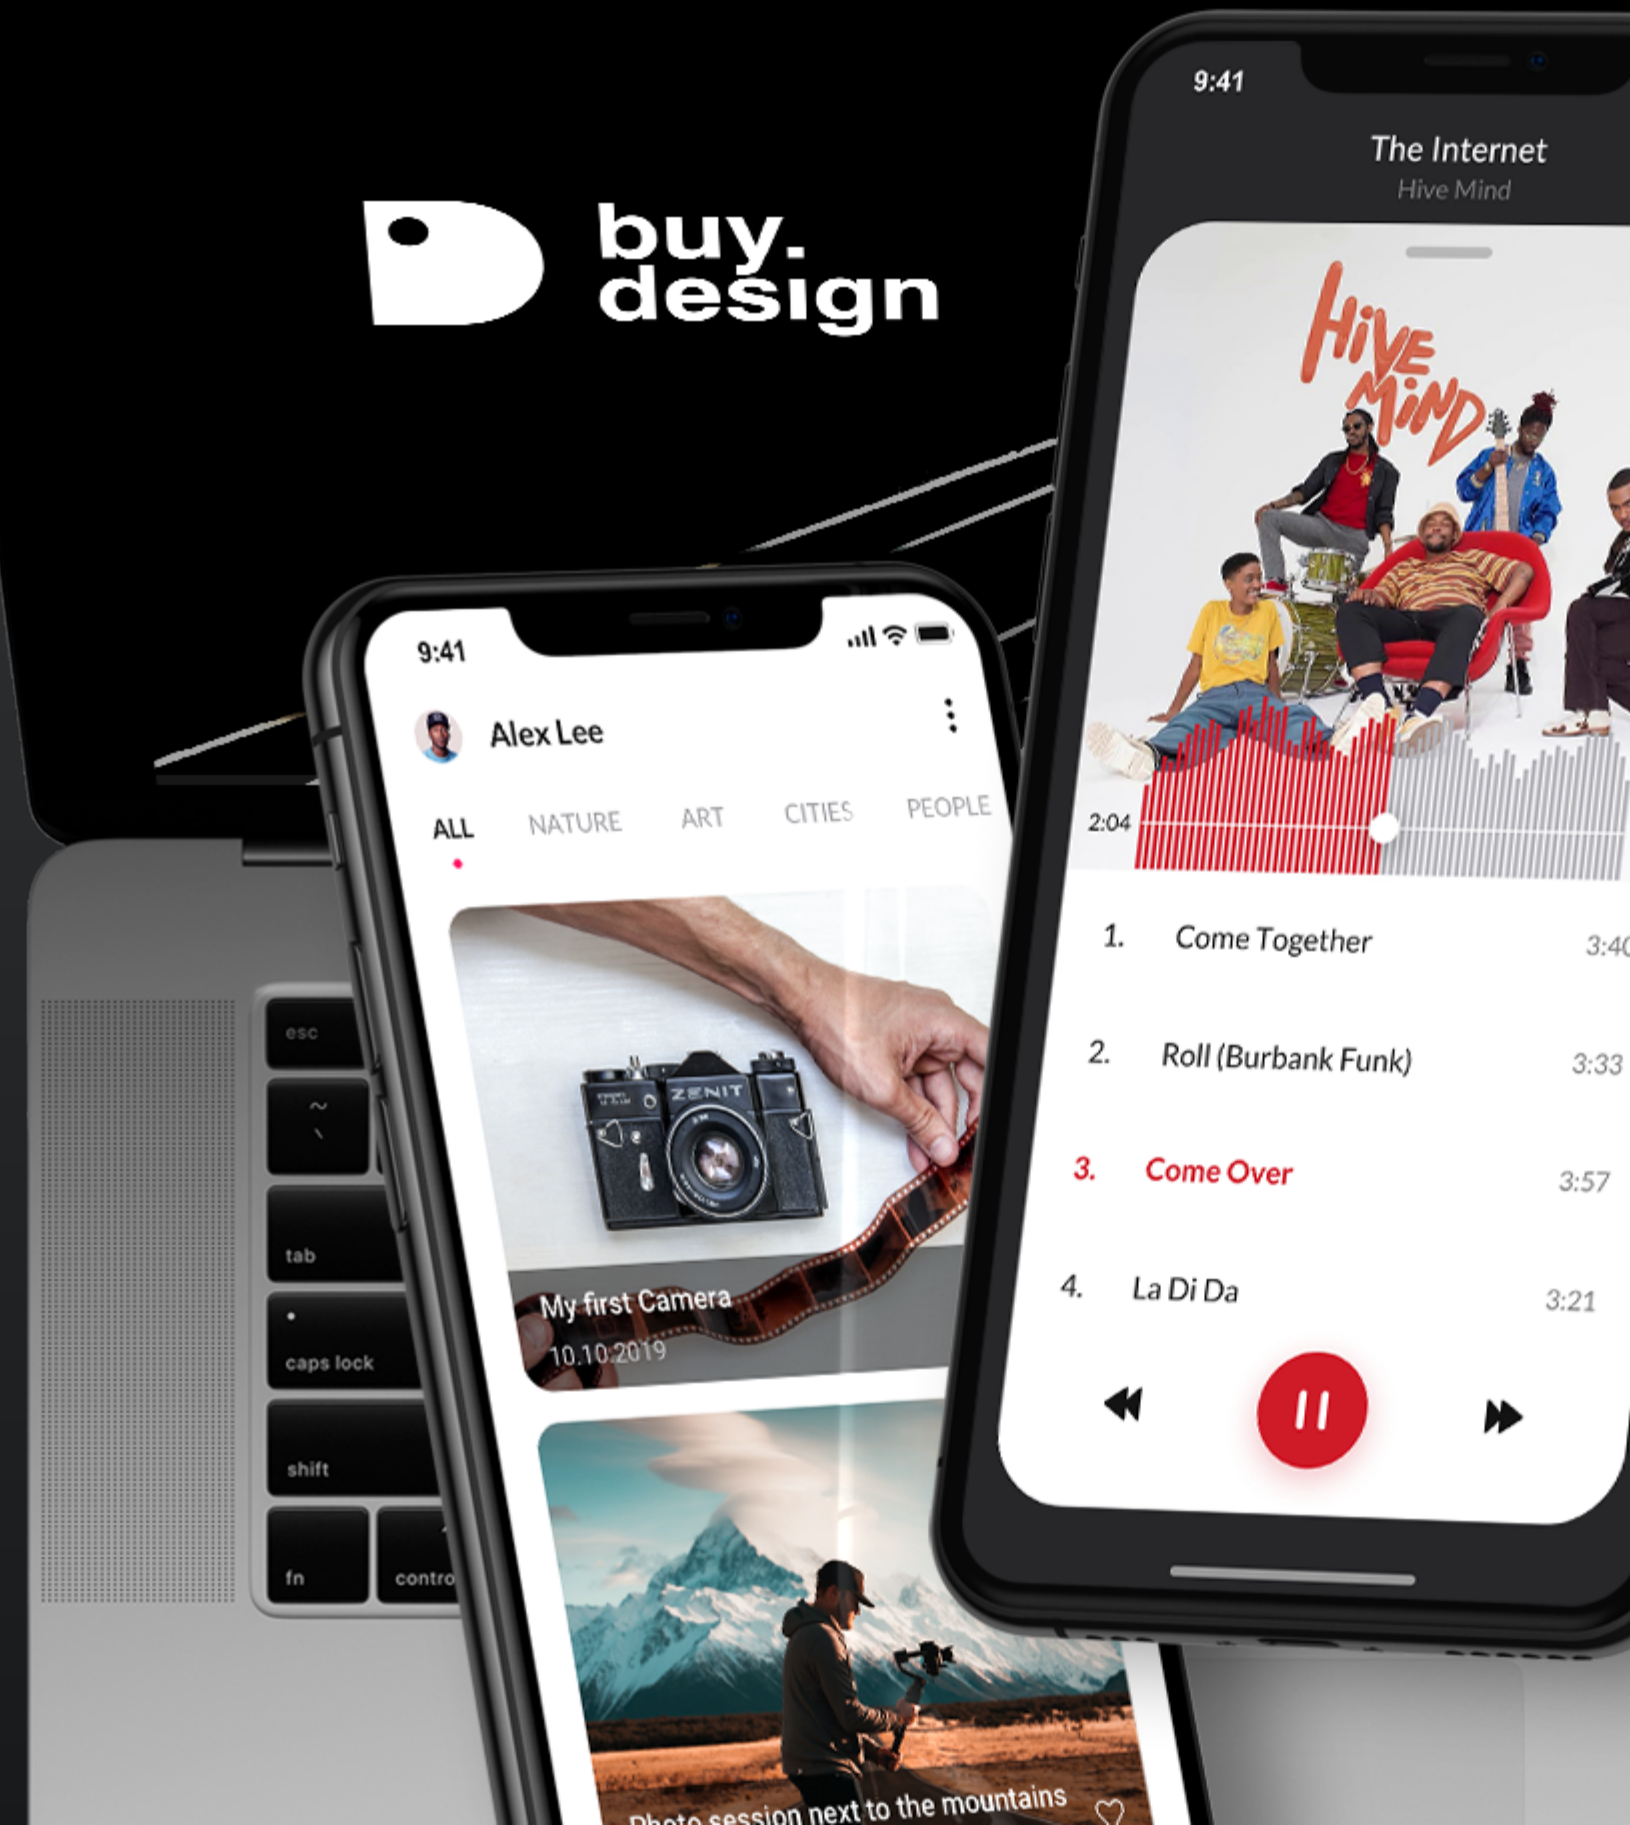 buy.
design
9:41
The Internet
Hive Mind
HIVE
MIND
2:04
1. Come Together
2. Roll (Burbank Funk) 3:33
3. Come Over 3:57
4. La Di Da 3:21
9:41
Alex Lee
ALL NATURE ART CITIES PEOPLE
ZENIT
My first Camera
10.10.2019
Photo session next to the mountains
esc
~
`
tab
caps lock
shift
fn